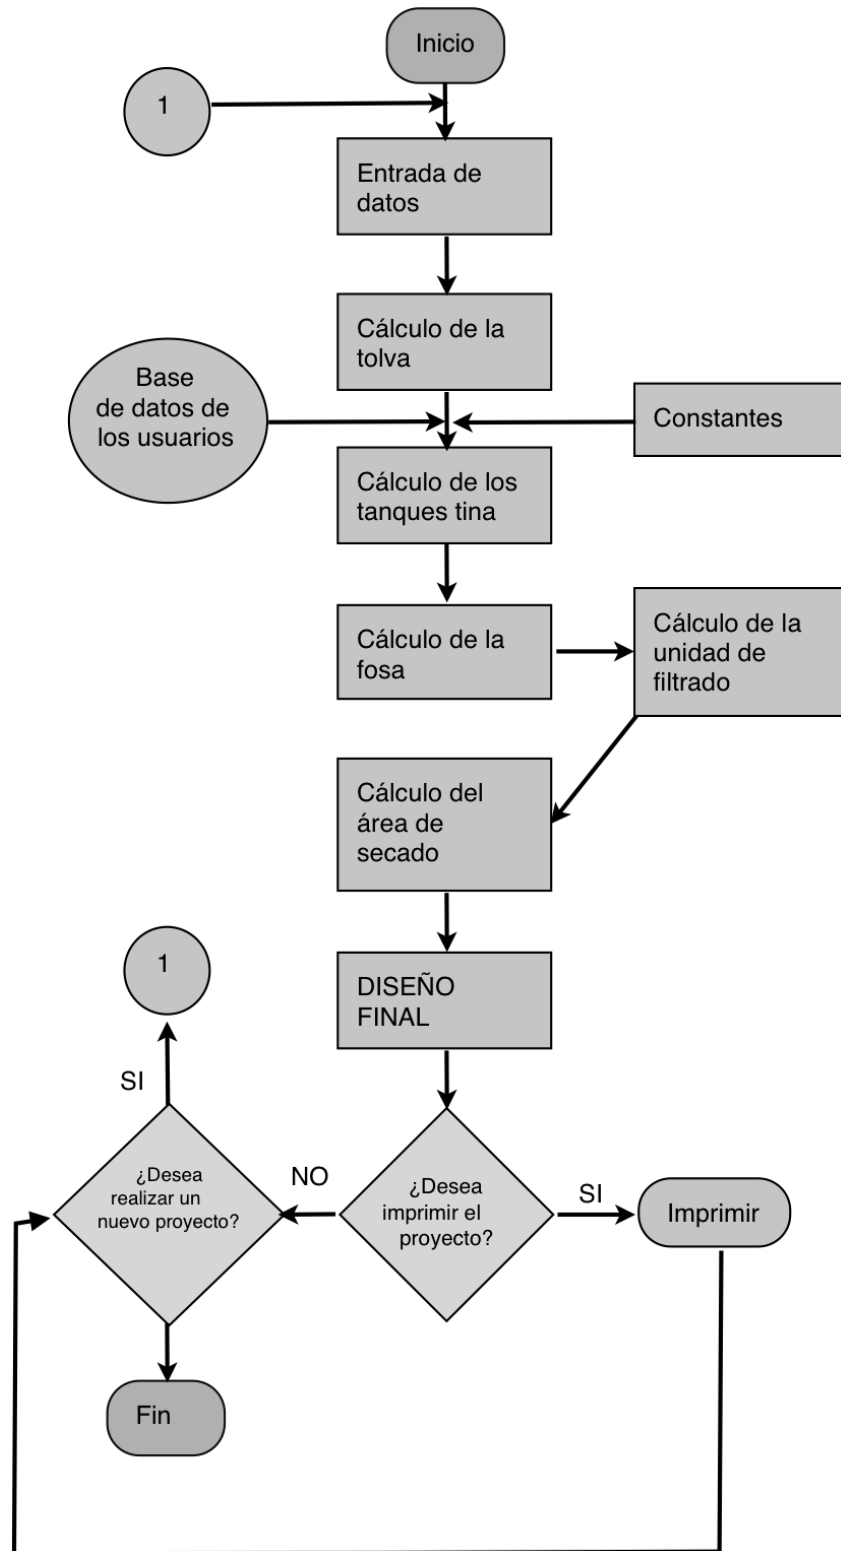 Inicio
1
Entrada de
datos
Cálculo de la
tolva
Base
de datos de
los usuarios
Constantes
Cálculo de los
tanques tina
Cálculo de la
fosa
Cálculo de la
unidad de
filtrado
Cálculo del
área de
secado
1
DISEÑO
FINAL
SI
¿Desea
realizar un
nuevo proyecto?
NO
¿Desea
imprimir el
proyecto?
SI
Imprimir
Fin